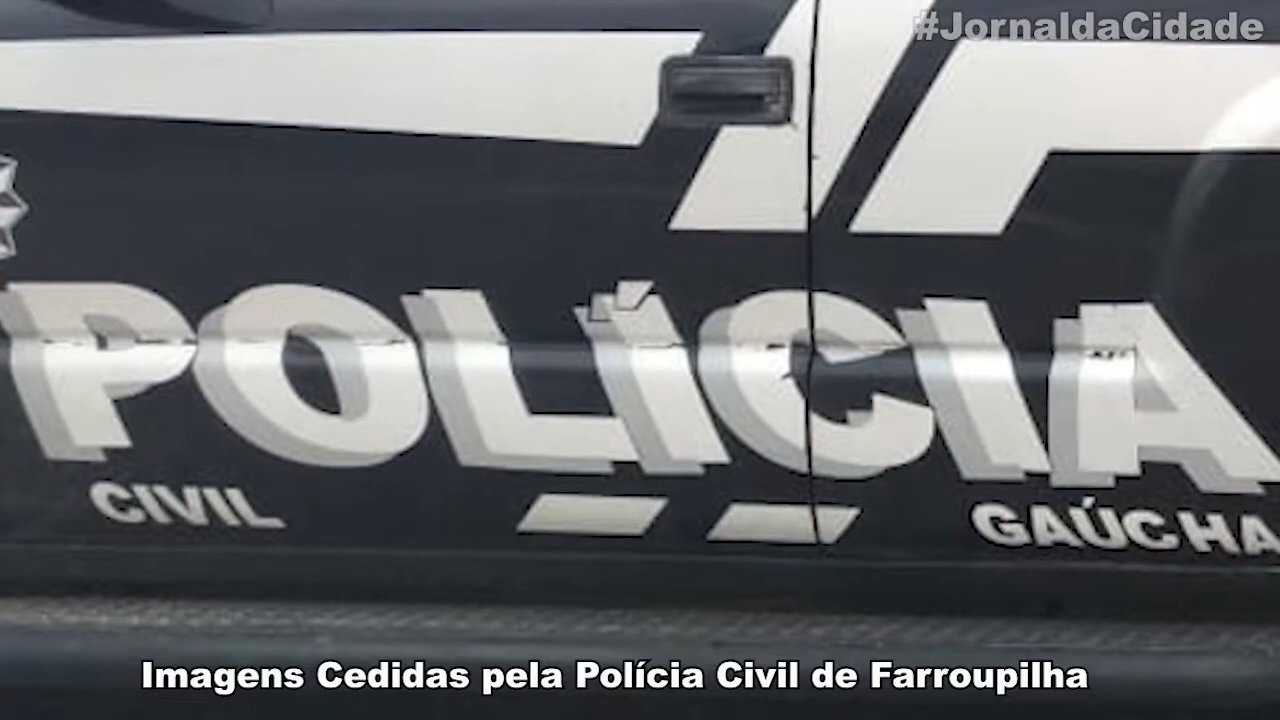 #JornaldaCidade
POLÍCIA
CIVIL GAÚCHA
Imagens Cedidas pela Polícia Civil de Farroupilha